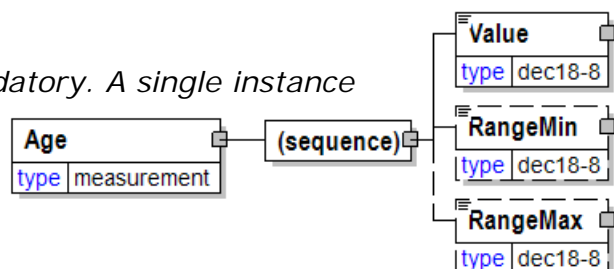 Value
type dec18-8
datory. A single instance
RangeMin
type dec18-8
Age
type measurement
(sequence)
RangeMax
type dec18-8